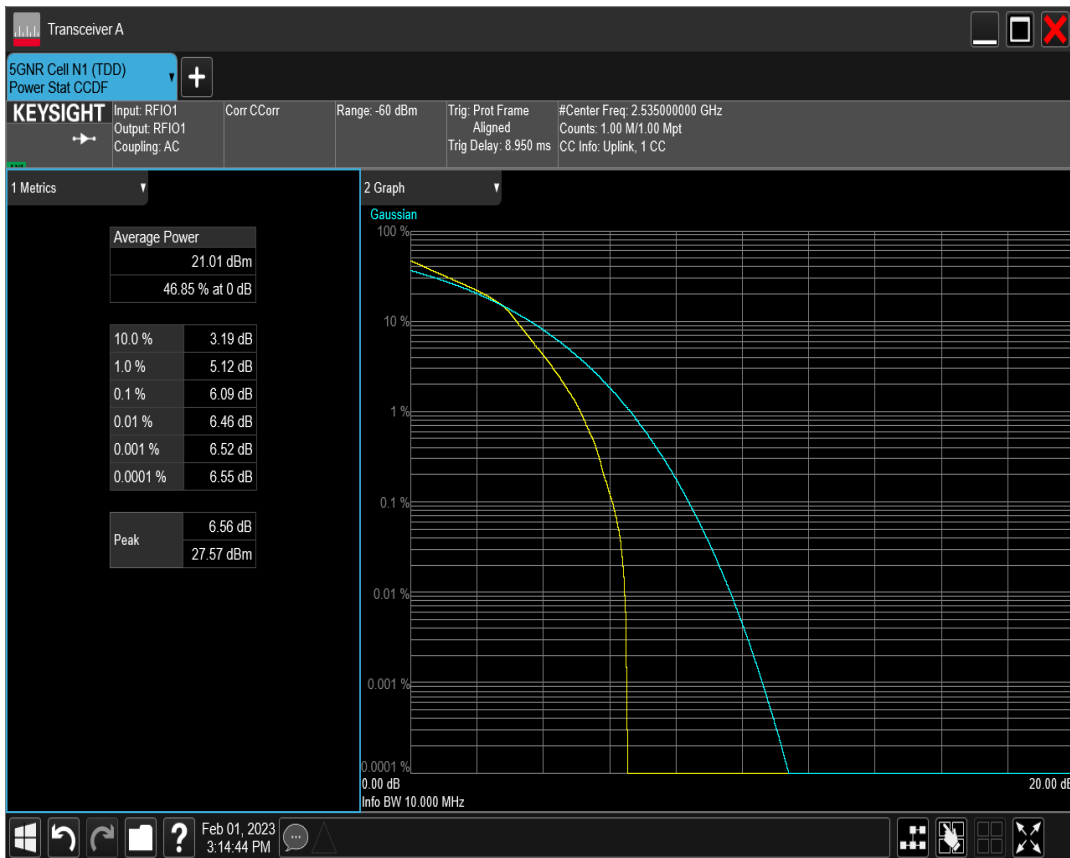 Transceiver A
5GNR Cell N1 (TDD)
Power Stat CCDF
KEYSIGHT
Input: RFIO1
Output: RFIO1
Coupling: AC
Corr CCorr
Range: -60 dBm
Trig: Prot Frame
Aligned
Trig Delay: 8.950 ms
#Center Freq: 2.535000000 GHz
Counts: 1.00 M/1.00 Mpt
CC Info: Uplink, 1 CC
1 Metrics
Average Power
21.01 dBm
46.85 % at 0 dB
10.0 % 3.19 dB
1.0 % 5.12 dB
0.1 % 6.09 dB
0.01 % 6.46 dB
0.001 % 6.52 dB
0.0001 % 6.55 dB
Peak
6.56 dB
27.57 dBm
2 Graph
Gaussian
100 %
10 %
1 %
0.1 %
0.01 %
0.001 %
0.0001 %
0.00 dB
20.00 dB
Info BW 10.000 MHz
?
Feb 01, 2023
3:14:44 PM